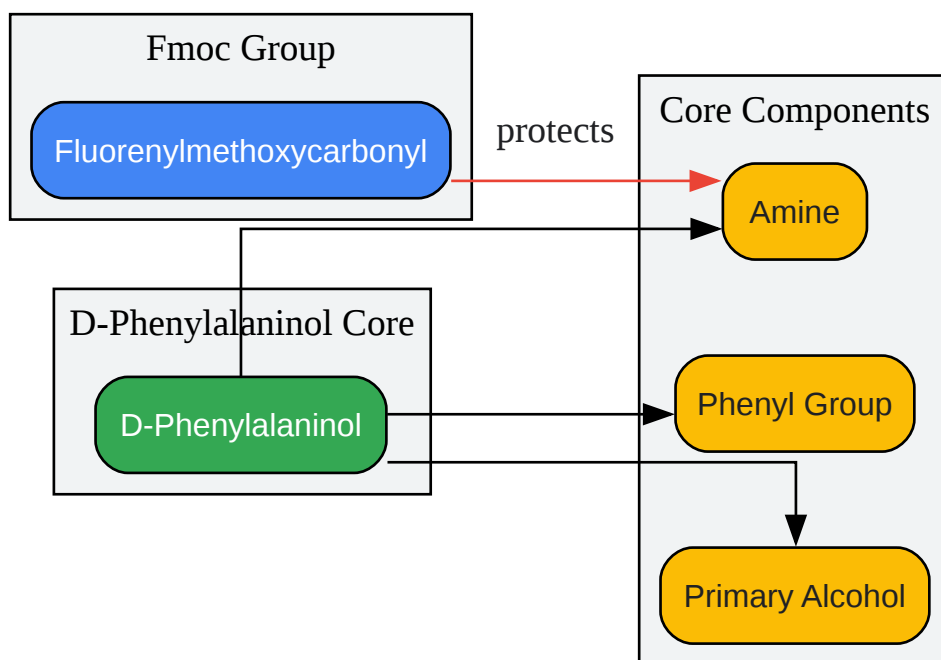 Fmoc Group
Fluorenylmethoxycarbonyl
protects
Core Components
Amine
D-Phenylalaninol Core
D-Phenylalaninol
Phenyl Group
Primary Alcohol